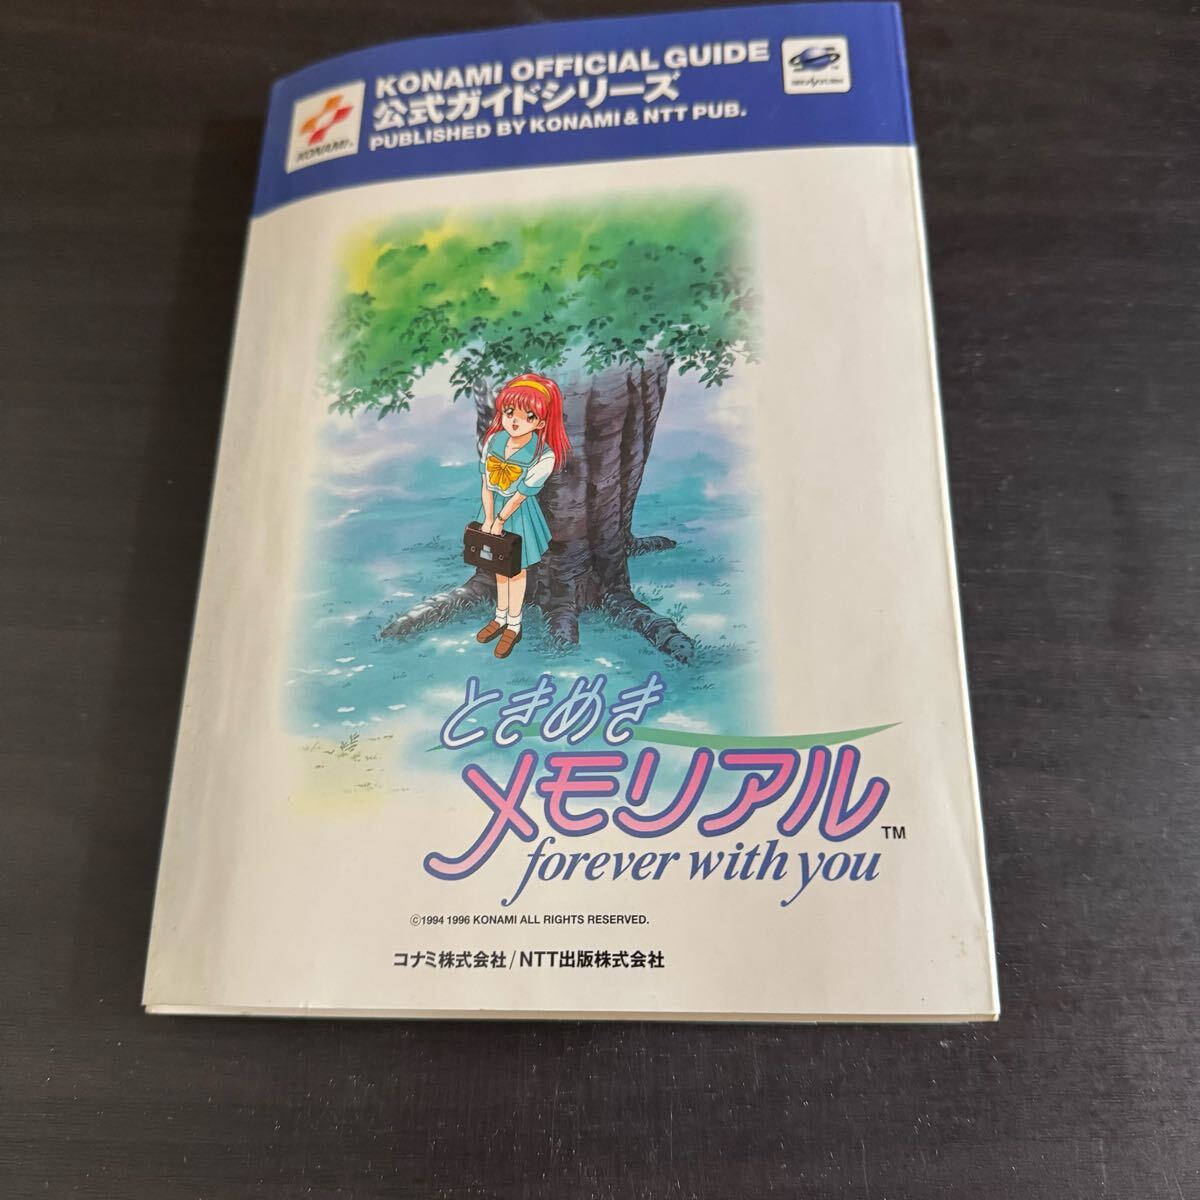 KONAMI OFFICIAL GUIDE
公式ガイドシリーズ
PUBLISHED BY KONAMI & NTT PUB.
KONAMI
ときめき
メモリアル
TM
forever with you
©1994 1996 KONAMI ALL RIGHTS RESERVED.
コナミ株式会社/NTT出版株式会社